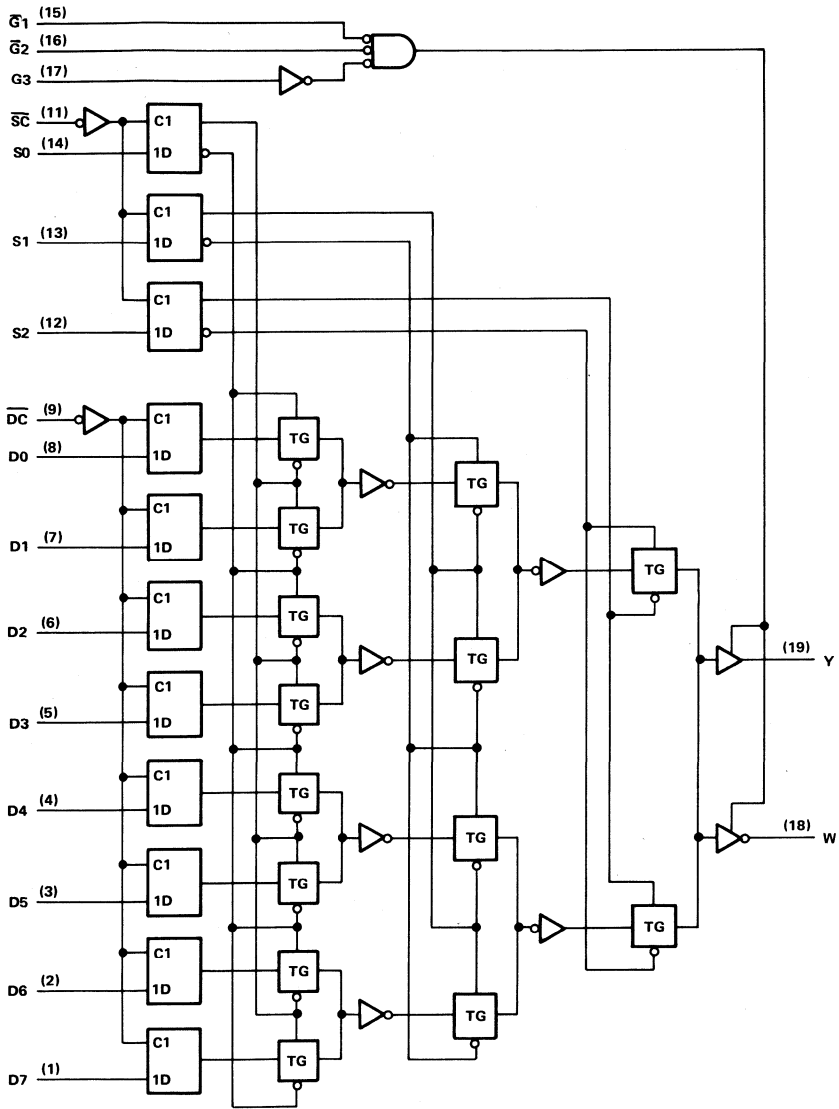 G̅1 (15)
G̅2 (16)
G3 (17)
S̅C̅ (11)
C1
S0 (14)
1D
C1
S1 (13)
1D
C1
S2 (12)
1D
D̅C̅ (9)
C1
TG
D0 (8)
1D
TG
C1
TG
D1 (7)
1D
C1
TG
TG
D2 (6)
1D
(19)
Y
TG
C1
TG
D3 (5)
1D
C1
TG
D4 (4)
1D
(18)
W
TG
C1
TG
D5 (3)
1D
TG
C1
TG
D6 (2)
1D
TG
C1
TG
D7 (1)
1D